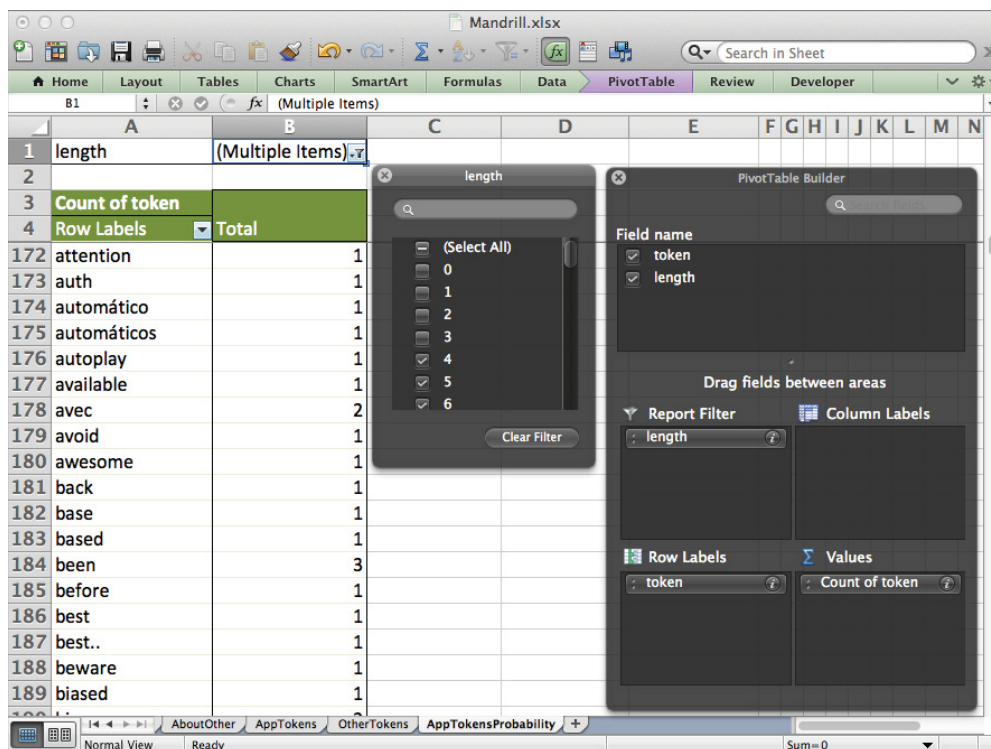 Mandrill.xlsx
Search in Sheet
Home Layout Tables Charts SmartArt Formulas Data PivotTable Review Developer
B1 fx (Multiple Items)
A B C D E F G H I J K L M N
1 length (Multiple Items)
2
3 Count of token
4 Row Labels Total
172 attention 1
173 auth 1
174 automático 1
175 automáticos 1
176 autoplay 1
177 available 1
178 avec 2
179 avoid 1
180 awesome 1
181 back 1
182 base 1
183 based 1
184 been 3
185 before 1
186 best 1
187 best.. 1
188 beware 1
189 biased 1
length
(Select All)
0
1
2
3
4
5
6
Clear Filter
PivotTable Builder
Search fields
Field name
token
length
Drag fields between areas
Report Filter Column Labels
length
Row Labels Σ Values
token Count of token
AboutOther AppTokens OtherTokens AppTokensProbability +
Normal View Ready Sum=0